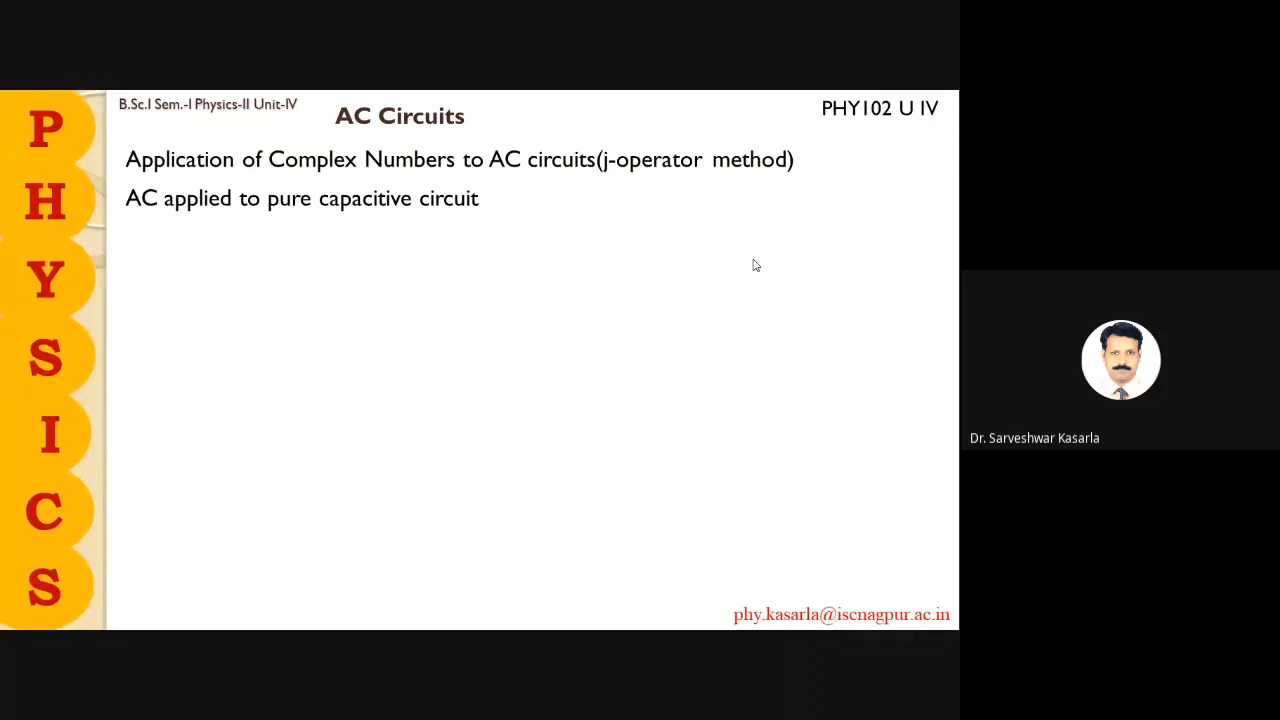 P
H
Y
S
I
C
S
B.Sc.I Sem.-I Physics-II Unit-IV
AC Circuits
PHY102 U IV
Application of Complex Numbers to AC circuits(j-operator method)
AC applied to pure capacitive circuit
phy.kasarla@iscnagpur.ac.in
Dr. Sarveshwar Kasarla